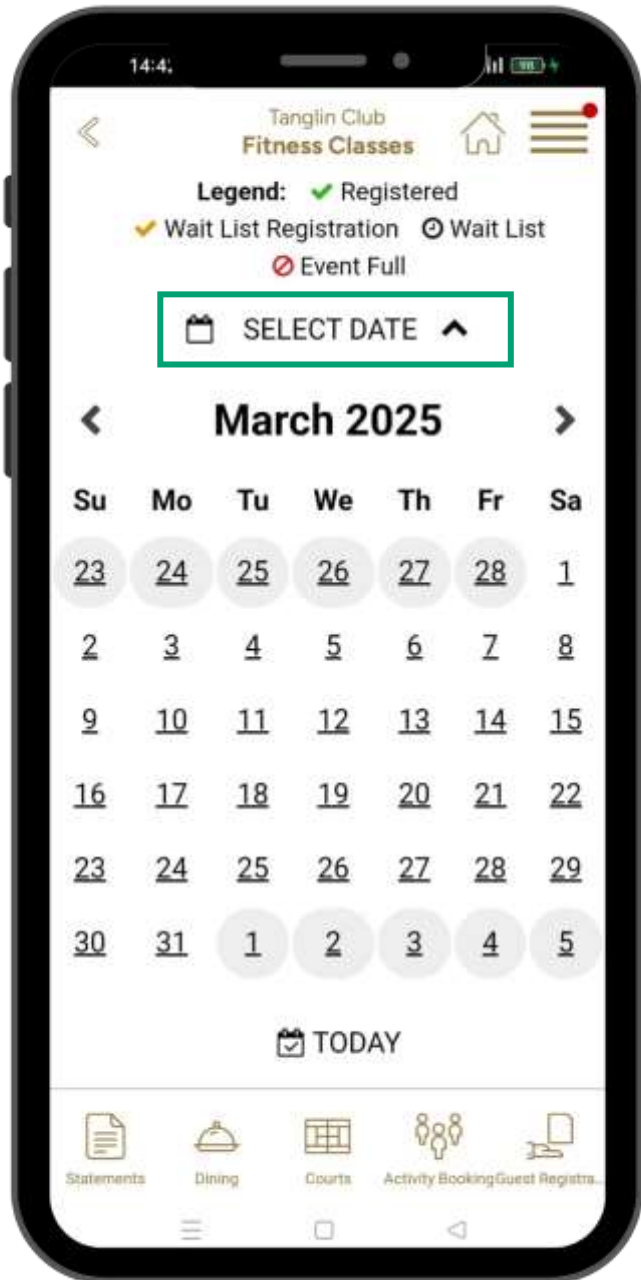 14:4
98
Tanglin Club
Fitness Classes
Legend: Registered
Wait List Registration Wait List
Event Full
SELECT DATE
March 2025
Su Mo Tu We Th Fr Sa
23 24 25 26 27 28 1
2 3 4 5 6 7 8
9 10 11 12 13 14 15
16 17 18 19 20 21 22
23 24 25 26 27 28 29
30 31 1 2 3 4 5
TODAY
Statements Dining Courts Activity Booking Guest Registra...